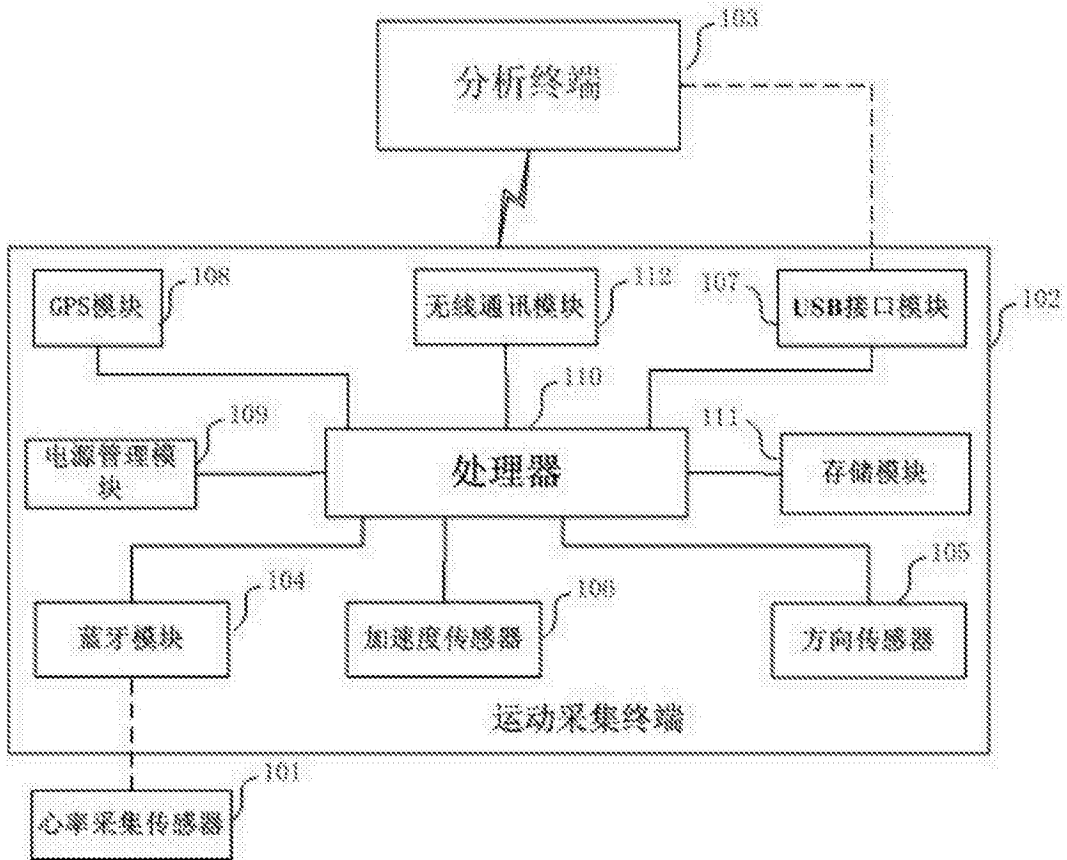 103
分析终端
GPS模块
108
无线通讯模块
112
107
USB接口模块
102
110
109
电源管理模
块
处理器
111
存储模块
104
蓝牙模块
106
加速度传感器
105
方向传感器
运动采集终端
101
心率采集传感器